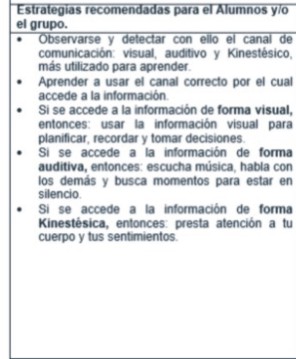 Estrategias recomendadas para el Alumnos y/o
el grupo.
• Observarse y detectar con ello el canal de
comunicación: visual, auditivo y Kinestésico,
más utilizado para aprender.
• Aprender a usar el canal correcto por el cual
accede a la información.
• Si se accede a la información de forma visual,
entonces: usar la información visual para
planificar, recordar y tomar decisiones.
• Si se accede a la información de forma
auditiva, entonces: escucha música, habla con
los demás y busca momentos para estar en
silencio.
• Si se accede a la información de forma
Kinestésica, entonces: presta atención a tu
cuerpo y tus sentimientos.